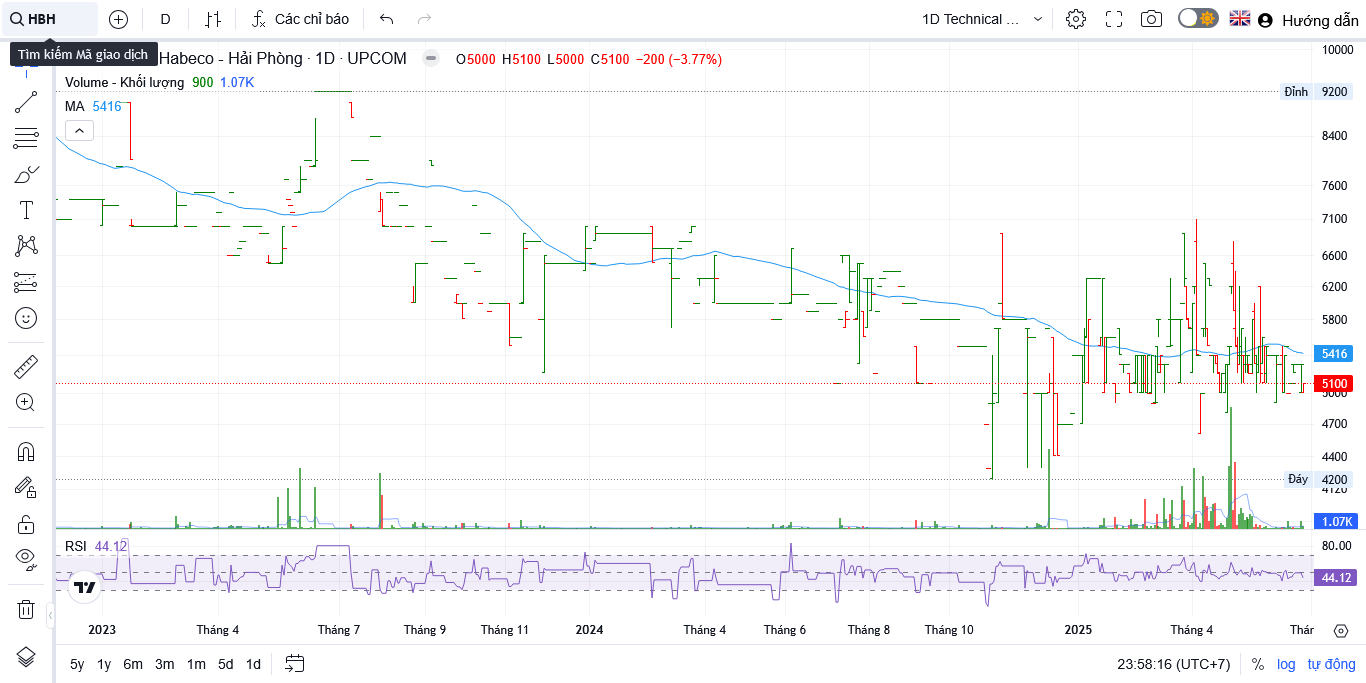 HBH D Các chỉ báo 1D Technical ... Hướng dẫn
Tìm kiếm Mã giao dịch
Habeco - Hải Phòng · 1D · UPCOM O5000 H5100 L5000 C5100 −200 (−3.77%)
Volume - Khối lượng 900 1.07K
MA 5416
10000
Đỉnh 9200
8400
7600
7100
6600
6200
5800
5416
5100
5000
4700
4400
Đáy 4200
4120
1.07K
RSI 44.12
80.00
44.12
2023 Tháng 4 Tháng 7 Tháng 9 Tháng 11 2024 Tháng 4 Tháng 6 Tháng 8 Tháng 10 2025 Tháng 4 Thár
5y 1y 6m 3m 1m 5d 1d 23:58:16 (UTC+7) % log tự động